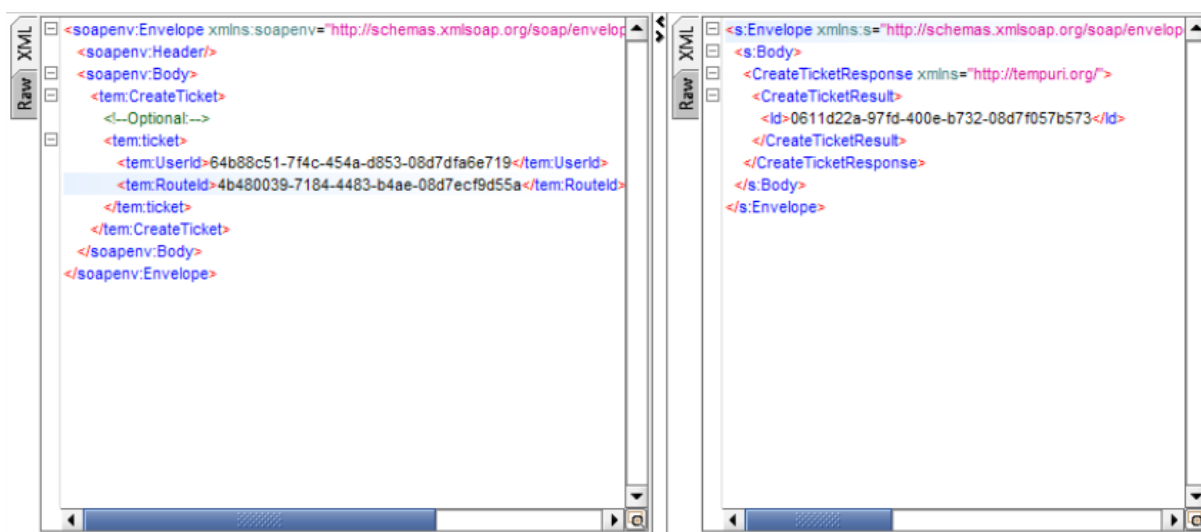 XML
Raw
<soapenv:Envelope xmlns:soapenv="http://schemas.xmlsoap.org/soap/envelop
<soapenv:Header/>
<soapenv:Body>
<tem:CreateTicket>
<!--Optional:-->
<tem:ticket>
<tem:UserId>64b88c51-7f4c-454a-d853-08d7dfa6e719</tem:UserId>
<tem:RouteId>4b480039-7184-4483-b4ae-08d7ecf9d55a</tem:RouteId>
</tem:ticket>
</tem:CreateTicket>
</soapenv:Body>
</soapenv:Envelope>
XML
Raw
<s:Envelope xmlns:s="http://schemas.xmlsoap.org/soap/envelop
<s:Body>
<CreateTicketResponse xmlns="http://tempuri.org/">
<CreateTicketResult>
<Id>0611d22a-97fd-400e-b732-08d7f057b573</Id>
</CreateTicketResult>
</CreateTicketResponse>
</s:Body>
</s:Envelope>